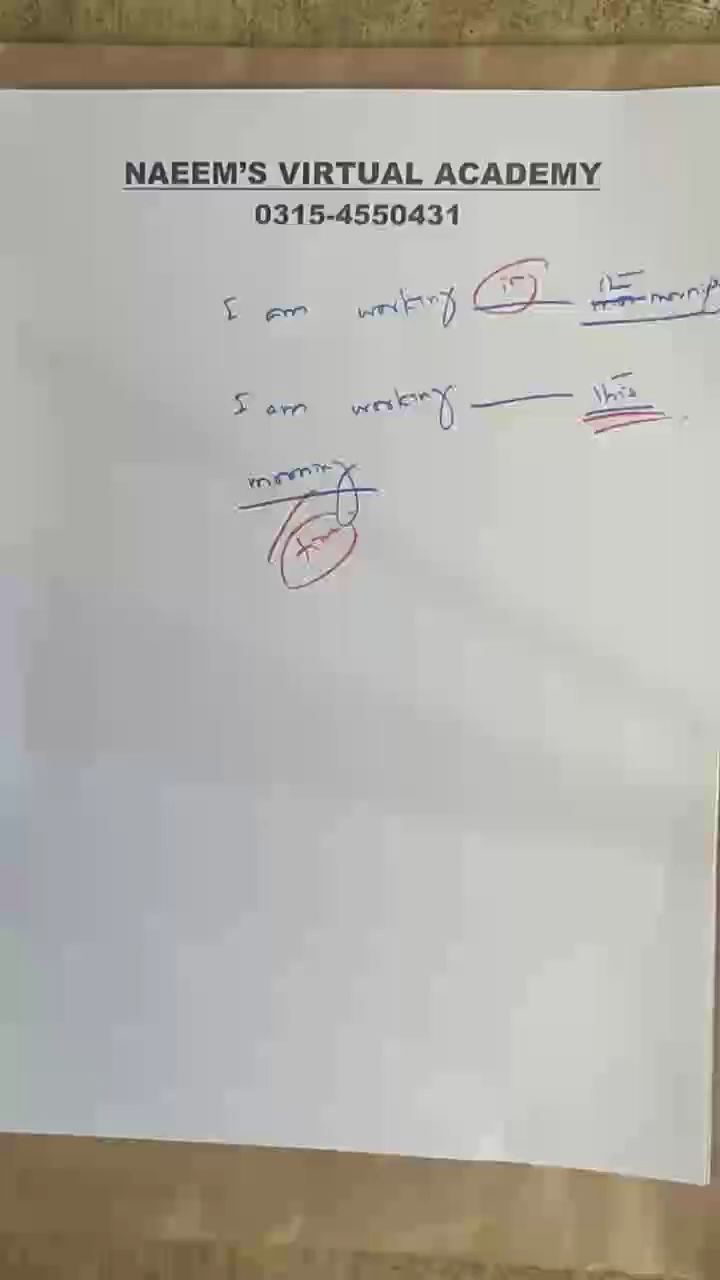 NAEEM'S VIRTUAL ACADEMY
0315-4550431
I am working in the morning
I am working this
morning